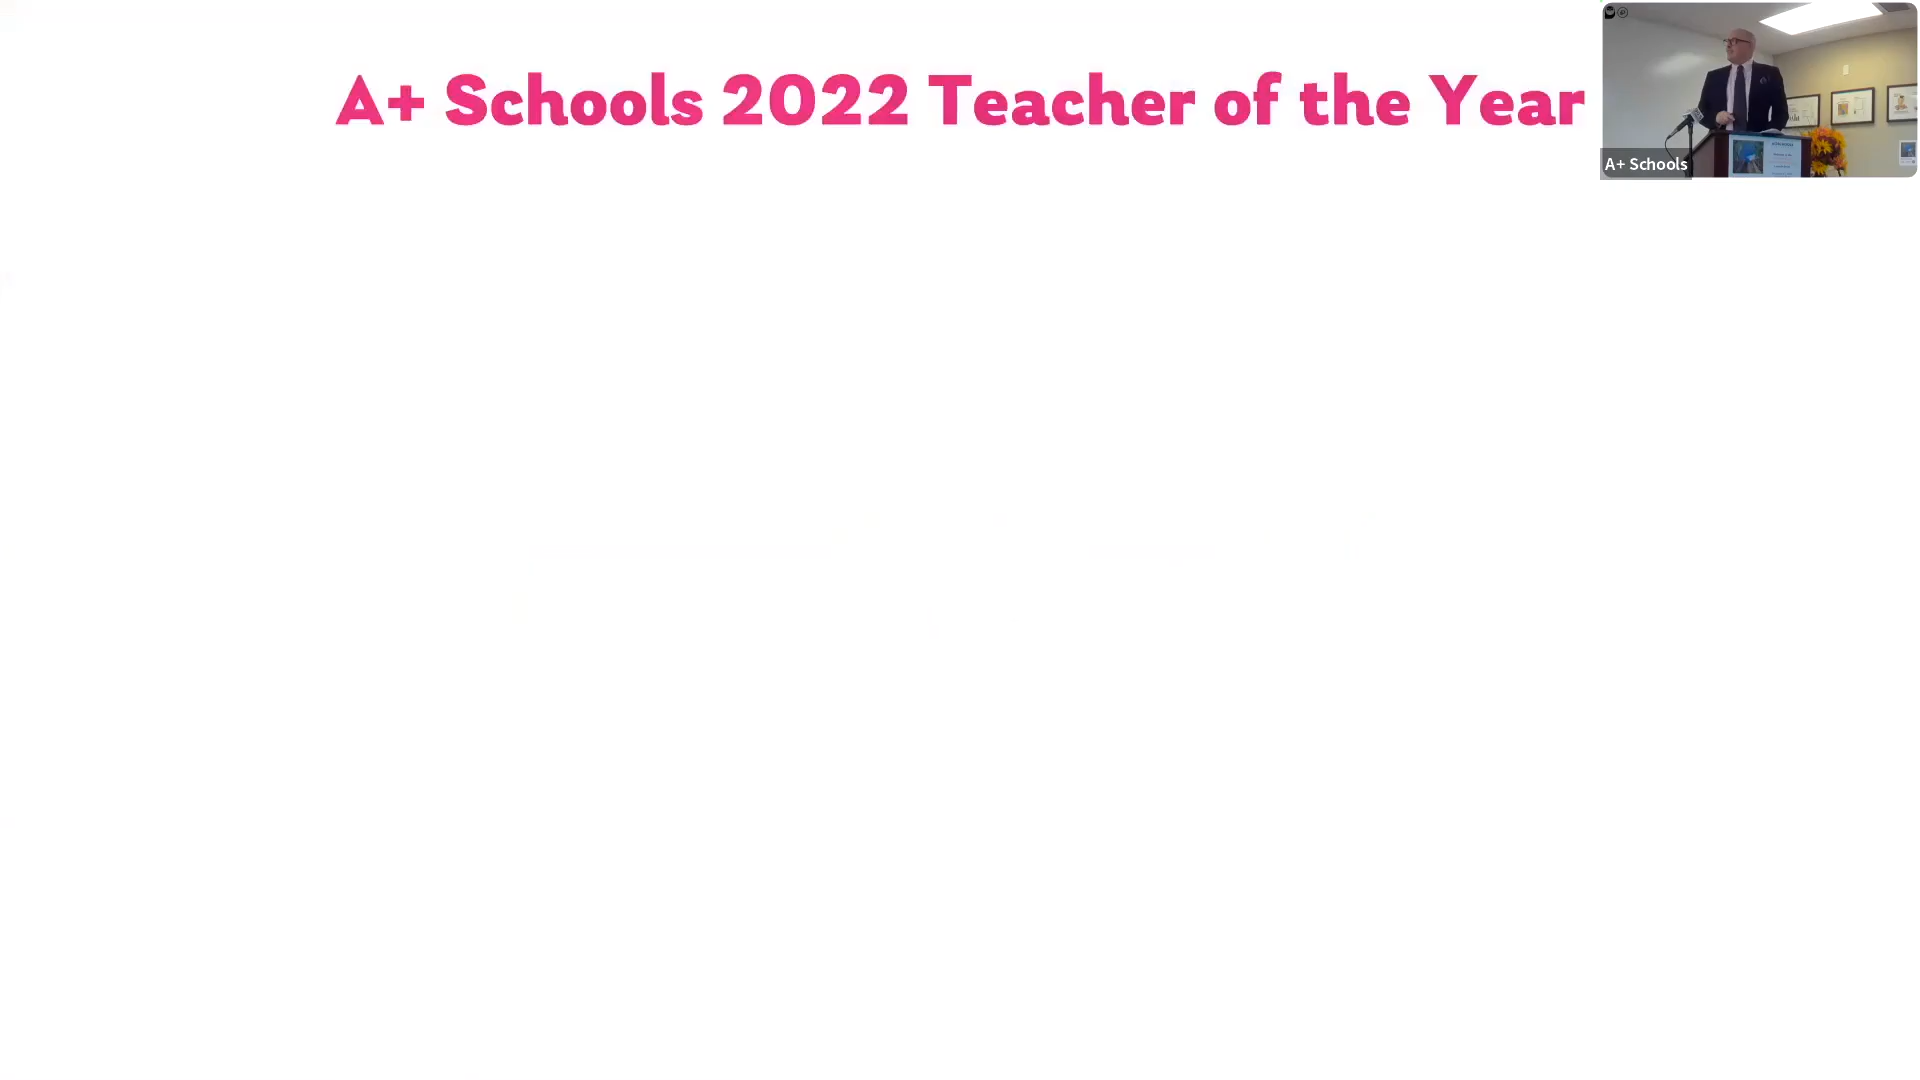 A+ Schools 2022 Teacher of the Year
A+ Schools